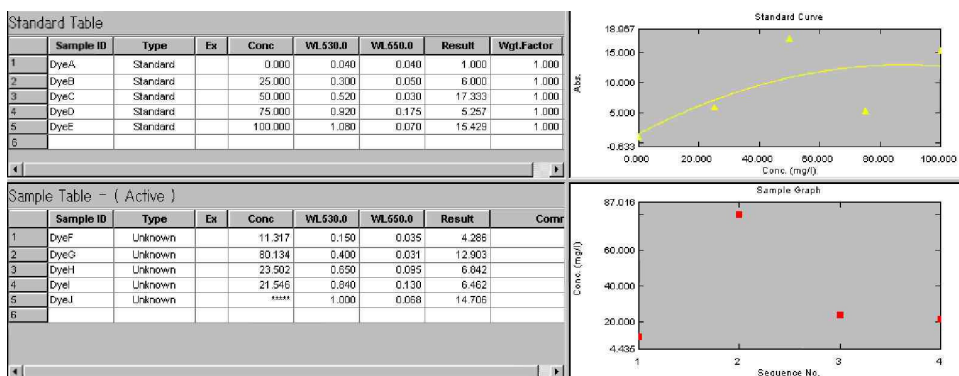 Standard Table
Sample ID Type Ex Conc WL530.0 WL550.0 Result Wgt.Factor
1 DyeA Standard 0.000 0.040 0.040 1.000 1.000
2 DyeB Standard 25.000 0.300 0.050 6.000 1.000
3 DyeC Standard 50.000 0.520 0.030 17.333 1.000
4 DyeD Standard 75.000 0.920 0.175 5.257 1.000
5 DyeE Standard 100.000 1.080 0.070 15.429 1.000
6
Standard Curve
Abs.
18.967
15.000
10.000
5.000
-0.633
0.000 20.000 40.000 60.000 80.000 100.000
Conc. (mg/l)
Sample Table - ( Active )
Sample ID Type Ex Conc WL530.0 WL550.0 Result Comr
1 DyeF Unknown 11.317 0.150 0.035 4.286
2 DyeG Unknown 80.134 0.400 0.031 12.903
3 DyeH Unknown 23.502 0.650 0.095 6.842
4 DyeI Unknown 21.546 0.840 0.130 6.462
5 DyeJ Unknown ***** 1.000 0.068 14.706
6
Sample Graph
Conc. (mg/l)
87.016
60.000
40.000
20.000
4.435
1 2 3 4
Sequence No.